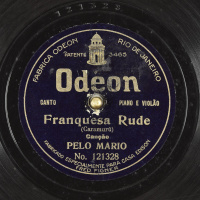 FABRICA ODEON RIO DE JANEIRO
PATENTE 3465
Odeon
CANTO PIANO E VIOLÃO
Franquesa Rude
(Caramurú)
Canção
PELO MARIO
No. 121328
FABRICADO ESPECIALMENTE PARA CASA EDISON
FRED FIGNER